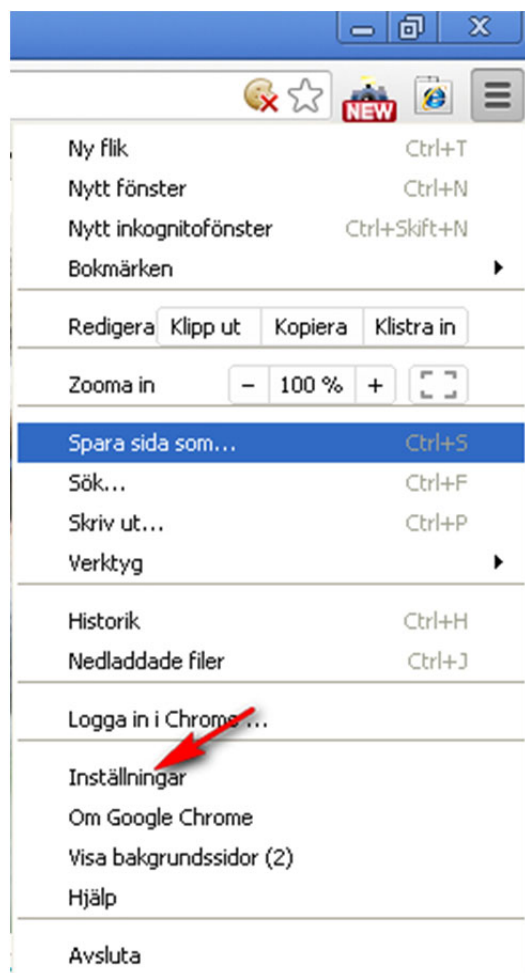 NEW
Ny flik Ctrl+T
Nytt fönster Ctrl+N
Nytt inkognitofönster Ctrl+Skift+N
Bokmärken
Redigera Klipp ut Kopiera Klistra in
Zooma in - 100 % +
Spara sida som... Ctrl+S
Sök... Ctrl+F
Skriv ut... Ctrl+P
Verktyg
Historik Ctrl+H
Nedladdade filer Ctrl+J
Logga in i Chrome ...
Inställningar
Om Google Chrome
Visa bakgrundssidor (2)
Hjälp
Avsluta